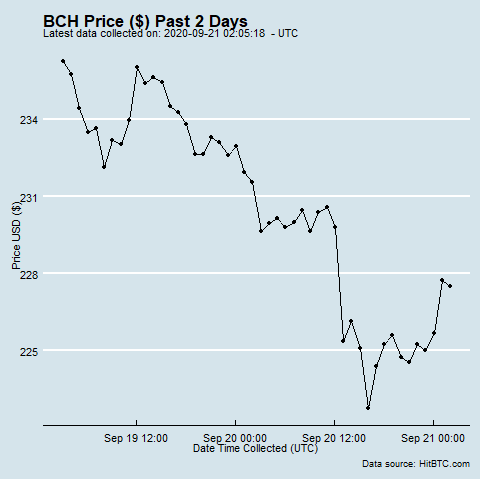 BCH Price ($) Past 2 Days
Latest data collected on: 2020-09-21 02:05:18 - UTC
234
231
Price USD ($)
228
225
Sep 19 12:00 Sep 20 00:00 Sep 20 12:00 Sep 21 00:00
Date Time Collected (UTC)
Data source: HitBTC.com